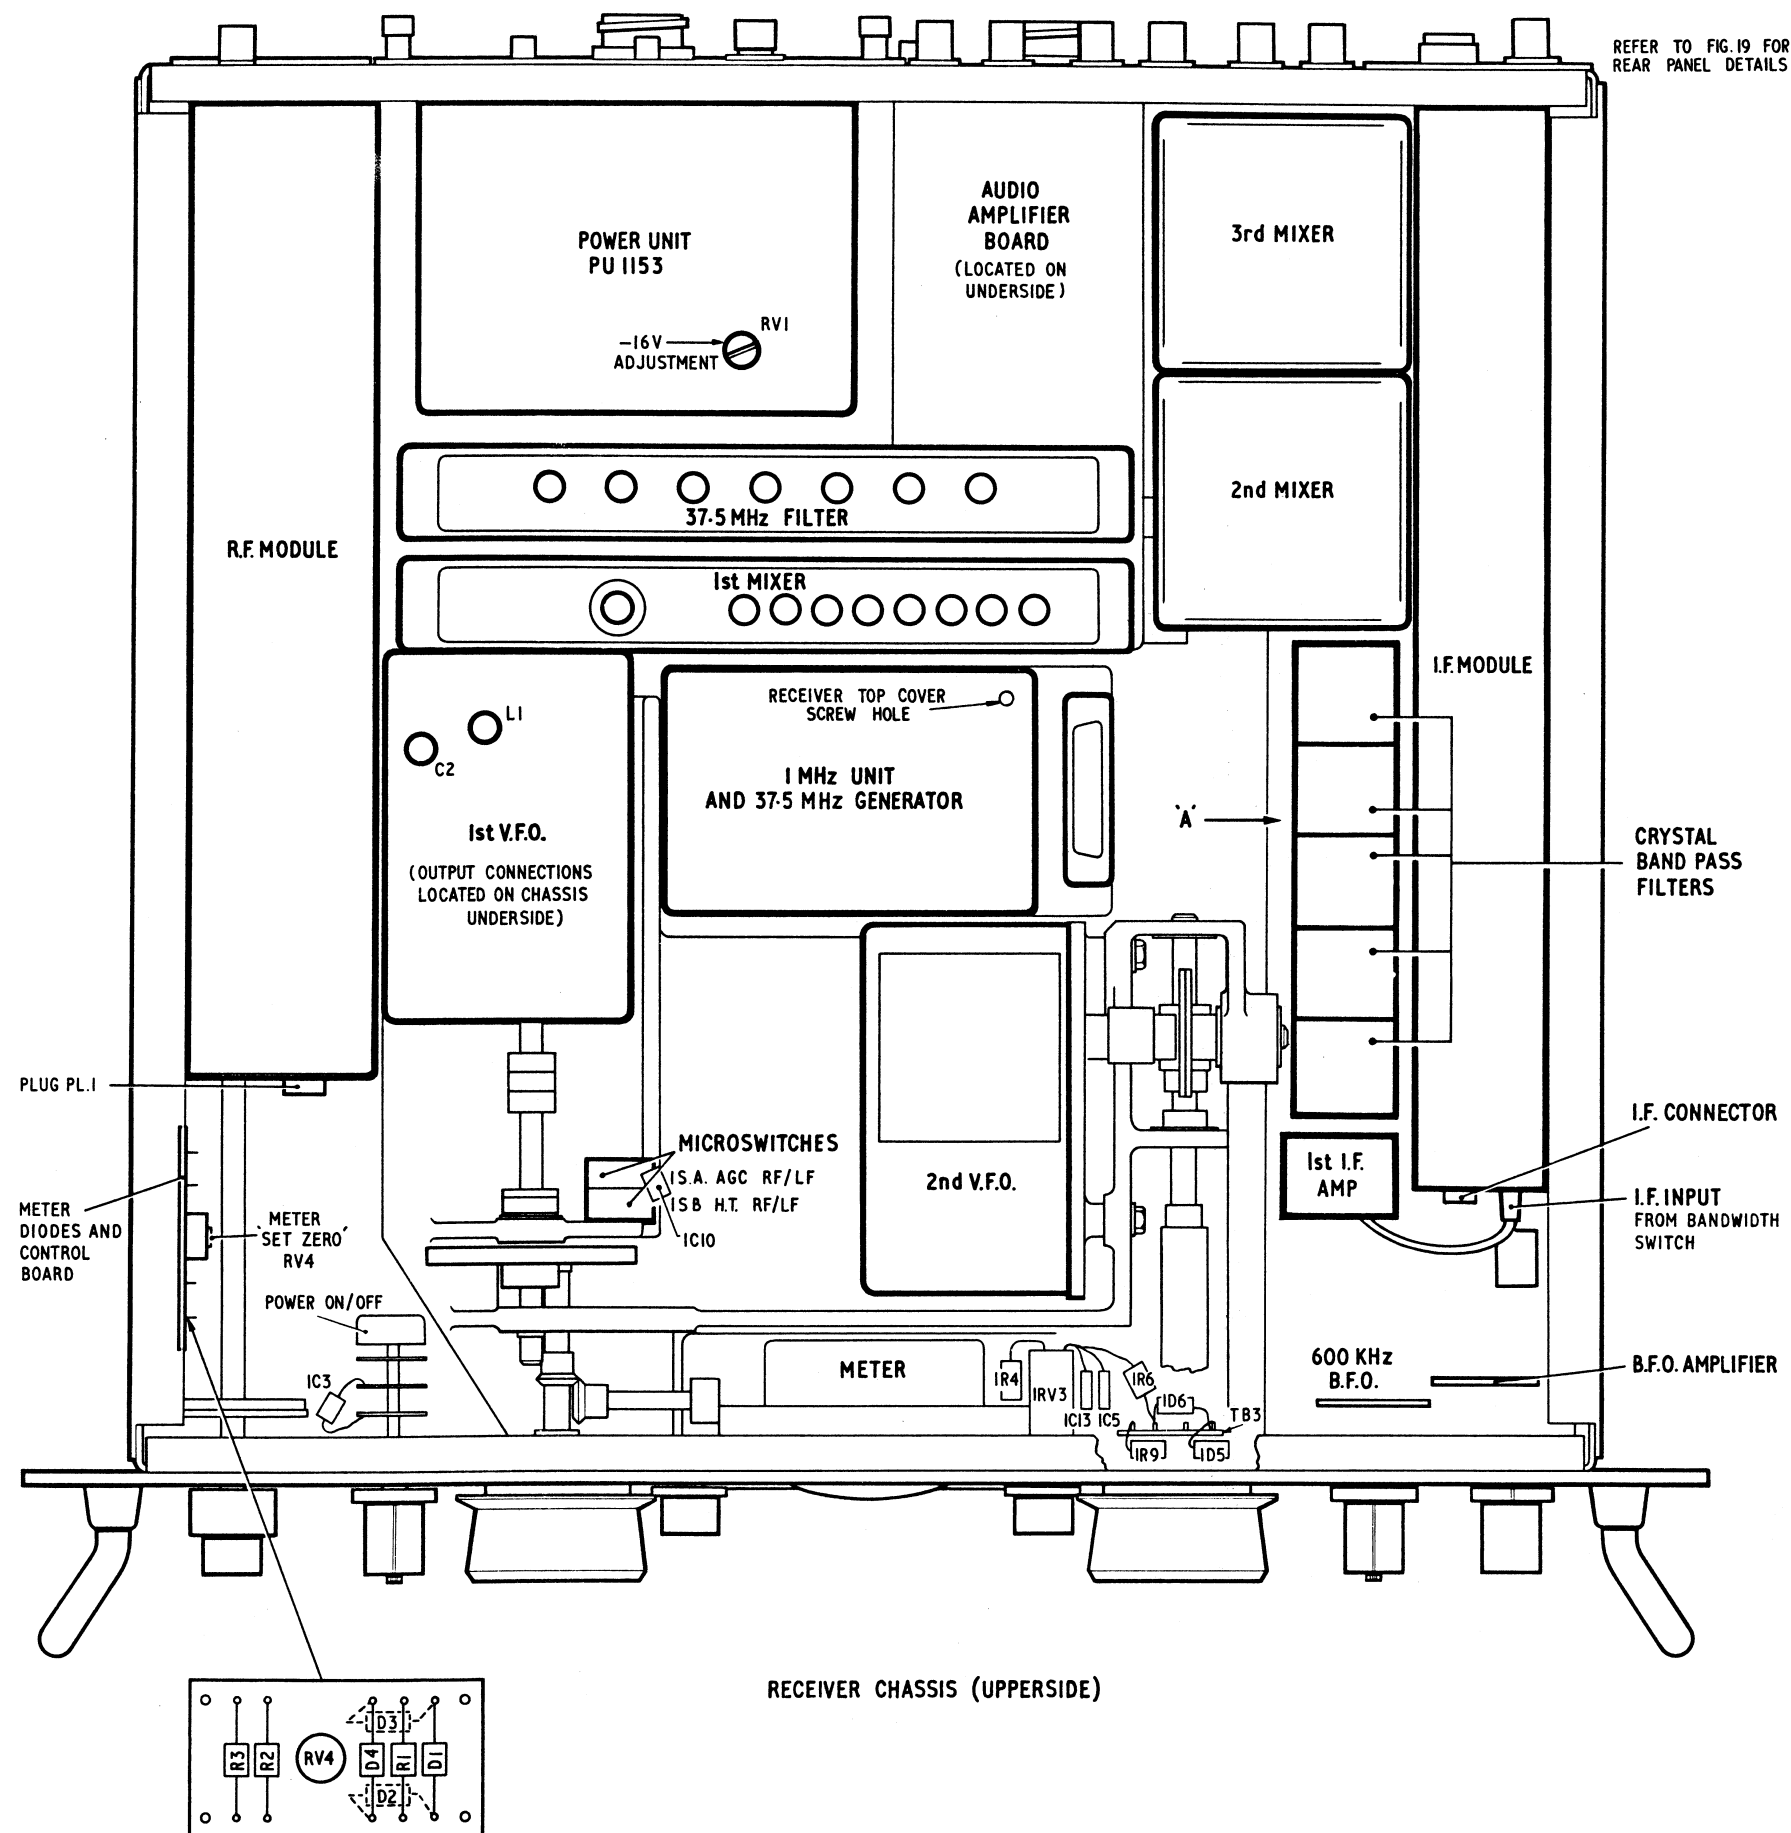 REFER TO FIG. 19 FOR
REAR PANEL DETAILS
POWER UNIT
PU 1153
-16V
ADJUSTMENT
RV1
AUDIO
AMPLIFIER
BOARD
(LOCATED ON
UNDERSIDE)
3rd MIXER
2nd MIXER
37·5 MHz FILTER
R.F. MODULE
1st MIXER
I.F. MODULE
L1
C2
1st V.F.O.
(OUTPUT CONNECTIONS
LOCATED ON CHASSIS
UNDERSIDE)
RECEIVER TOP COVER
SCREW HOLE
1 MHz UNIT
AND 37·5 MHz GENERATOR
'A'
CRYSTAL
BAND PASS
FILTERS
PLUG PL.1
MICROSWITCHES
1S.A. AGC RF/LF
1SB H.T. RF/LF
1C10
2nd V.F.O.
1st I.F.
AMP
I.F. CONNECTOR
I.F. INPUT
FROM BANDWIDTH
SWITCH
METER
DIODES AND
CONTROL
BOARD
METER
'SET ZERO'
RV4
POWER ON/OFF
1C3
METER
1R4
1RV3
1C13
1C5
1R6
1D6
TB3
1R9
1D5
600 KHz
B.F.O.
B.F.O. AMPLIFIER
RECEIVER CHASSIS (UPPERSIDE)
D3
R3
R2
RV4
D4
R1
D1
D2